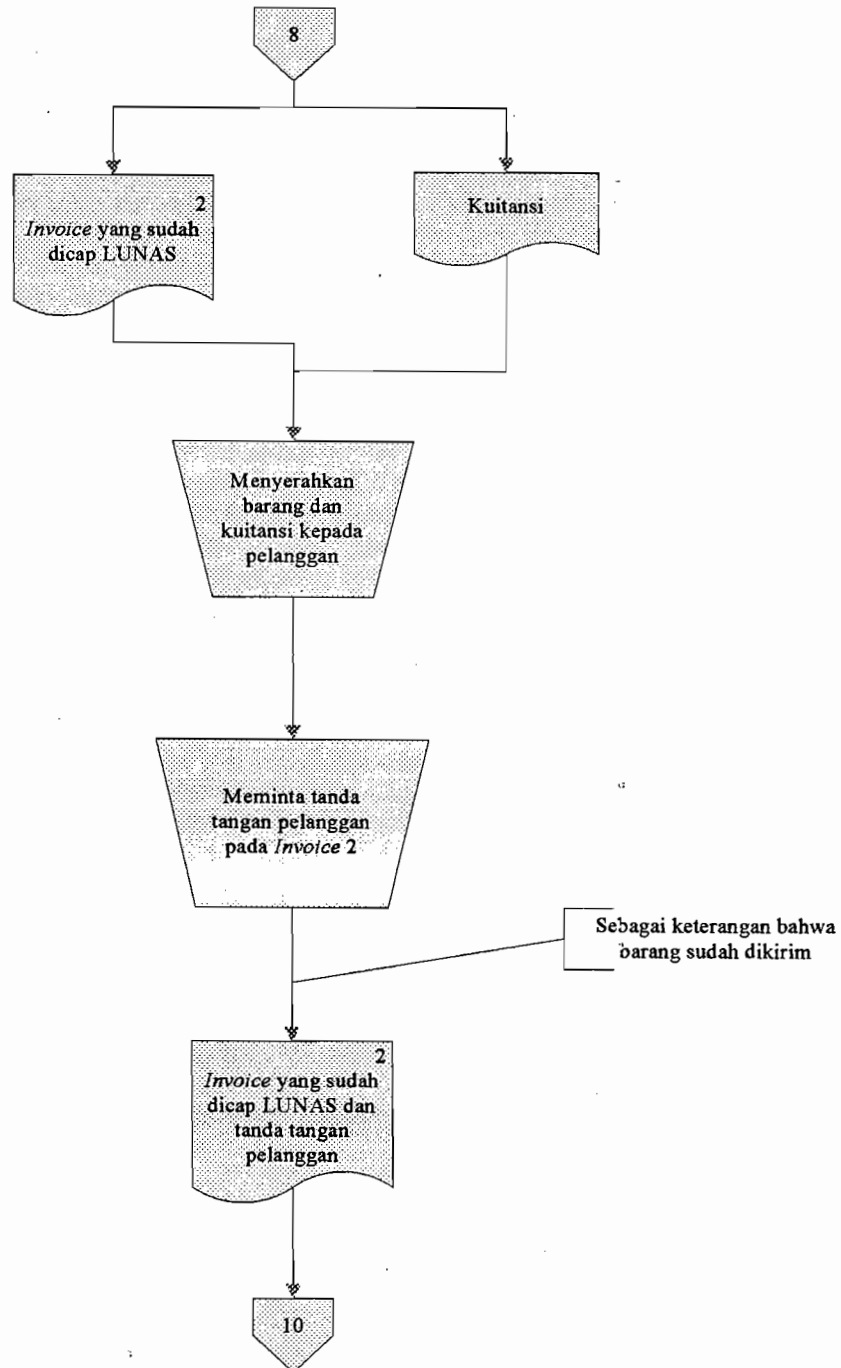 8
2
Invoice yang sudah
dicap LUNAS
Kuitansi
Menyerahkan
barang dan
kuitansi kepada
pelanggan
Meminta tanda
tangan pelanggan
pada Invoice 2
Sebagai keterangan bahwa
barang sudah dikirim
2
Invoice yang sudah
dicap LUNAS dan
tanda tangan
pelanggan
10